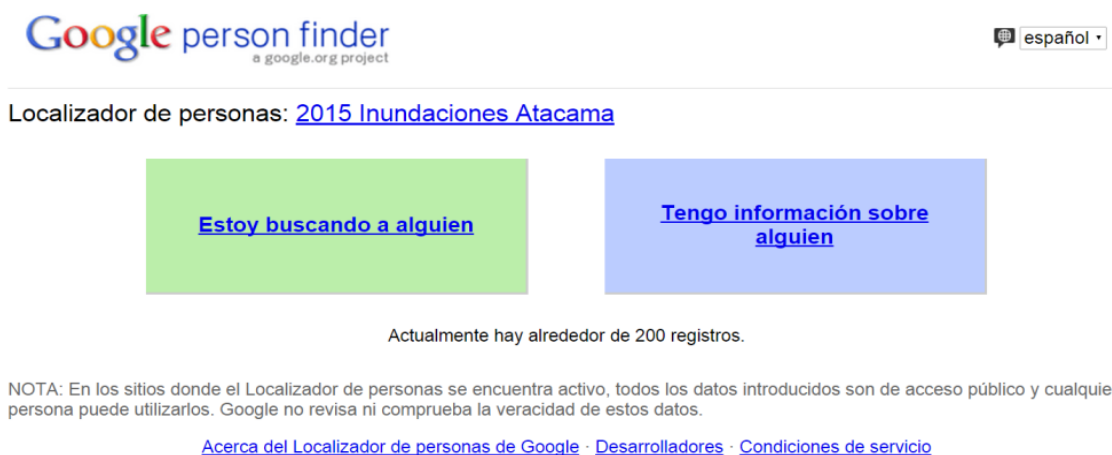 Google person finder
a google.org project
español
Localizador de personas: 2015 Inundaciones Atacama
Estoy buscando a alguien
Tengo información sobre
alguien
Actualmente hay alrededor de 200 registros.
NOTA: En los sitios donde el Localizador de personas se encuentra activo, todos los datos introducidos son de acceso público y cualquie
persona puede utilizarlos. Google no revisa ni comprueba la veracidad de estos datos.
Acerca del Localizador de personas de Google · Desarrolladores · Condiciones de servicio